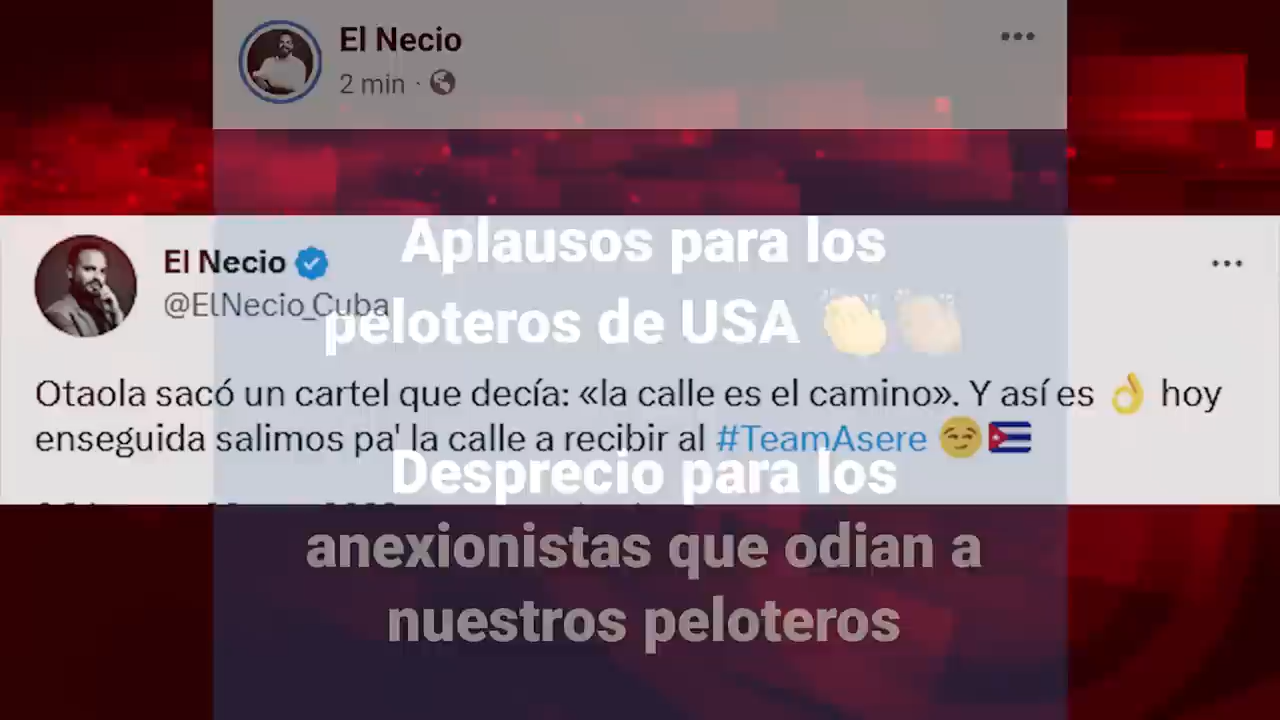 El Necio
2 min ·
El Necio
@ElNecio_Cuba
Aplausos para los
peloteros de USA 👏👏
Otaola sacó un cartel que decía: «la calle es el camino». Y así es 👌 hoy
enseguida salimos pa' la calle a recibir al #TeamAsere 😏🇨🇺
Desprecio para los
anexionistas que odian a
nuestros peloteros